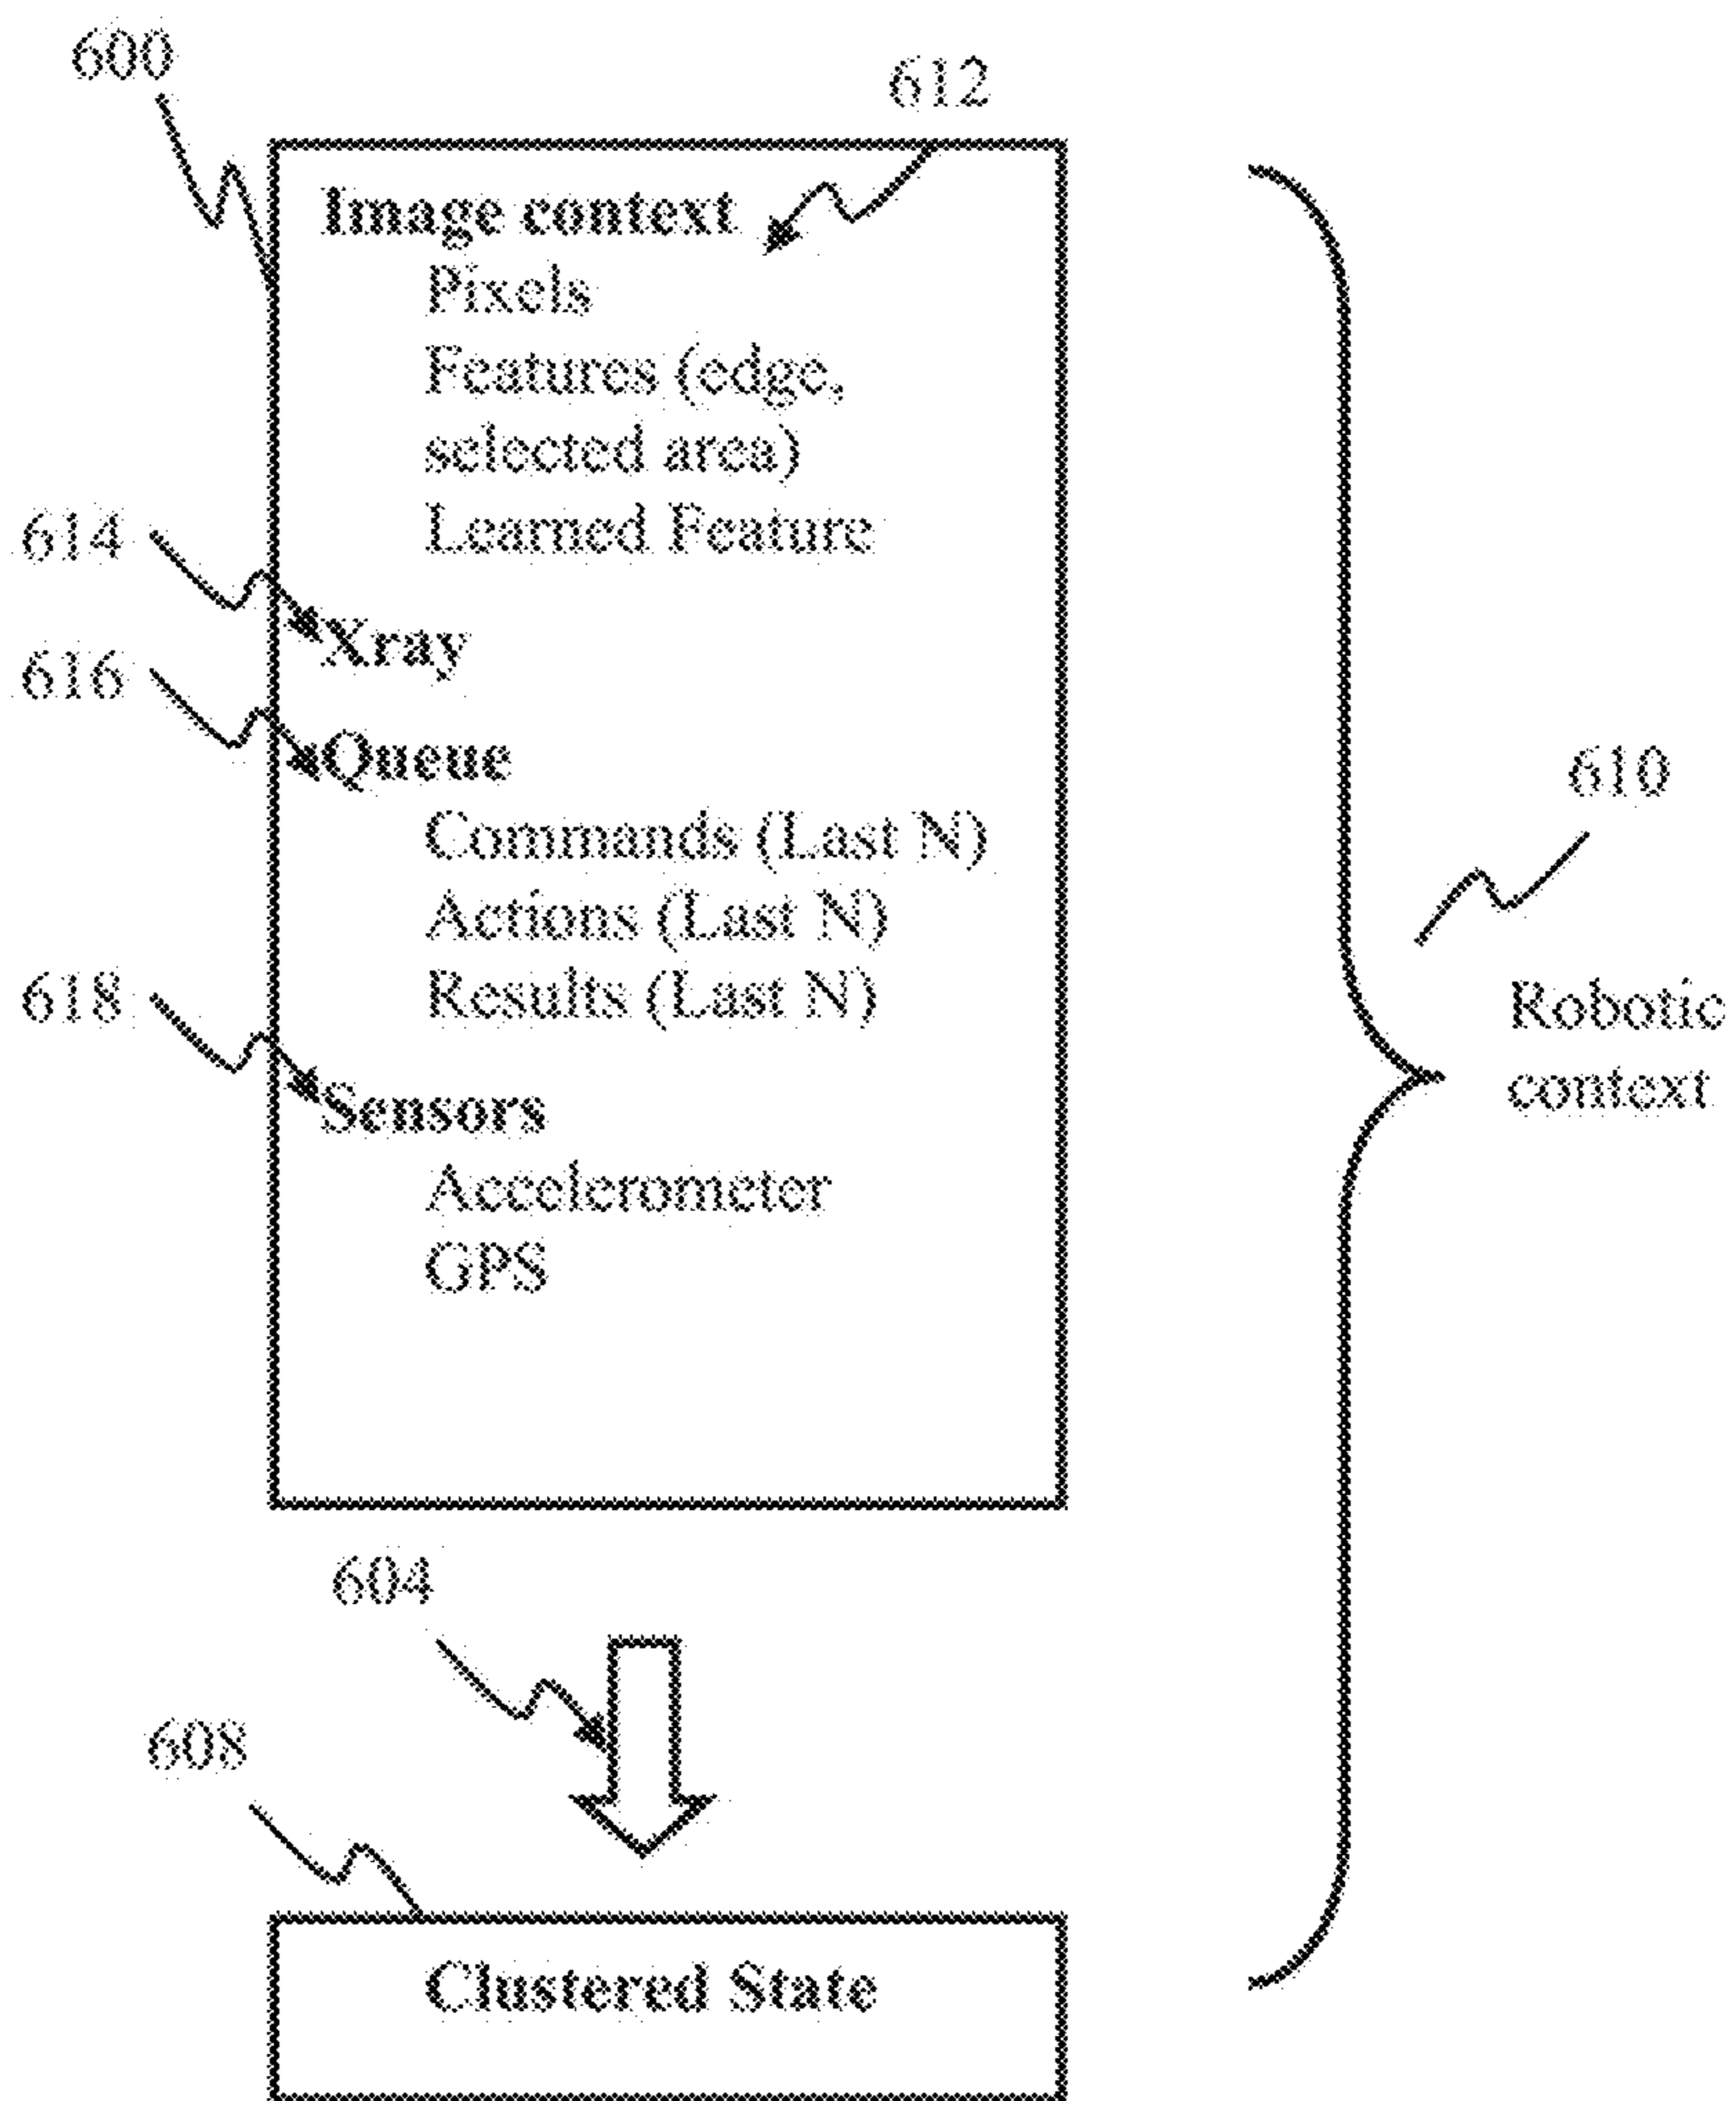 600
612
Image context
Pixels
Features (edge,
selected area)
Learned Feature
614
Xray
616
Queue
Commands (Last N)
Actions (Last N)
Results (Last N)
610
Robotic
context
618
Sensors
Accelerometer
GPS
604
608
Clustered State